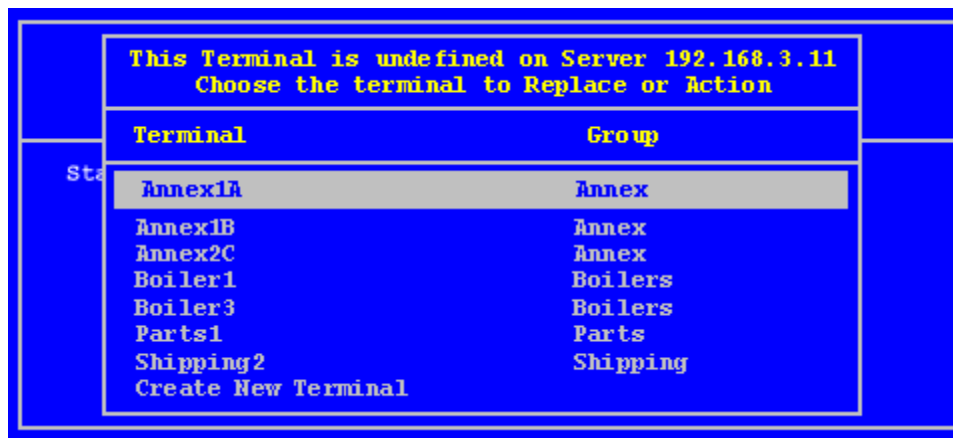 This Terminal is undefined on Server 192.168.3.11
Choose the terminal to Replace or Action
Terminal Group
Sta
Annex1A Annex
Annex1B Annex
Annex2C Annex
Boiler1 Boilers
Boiler3 Boilers
Parts1 Parts
Shipping2 Shipping
Create New Terminal